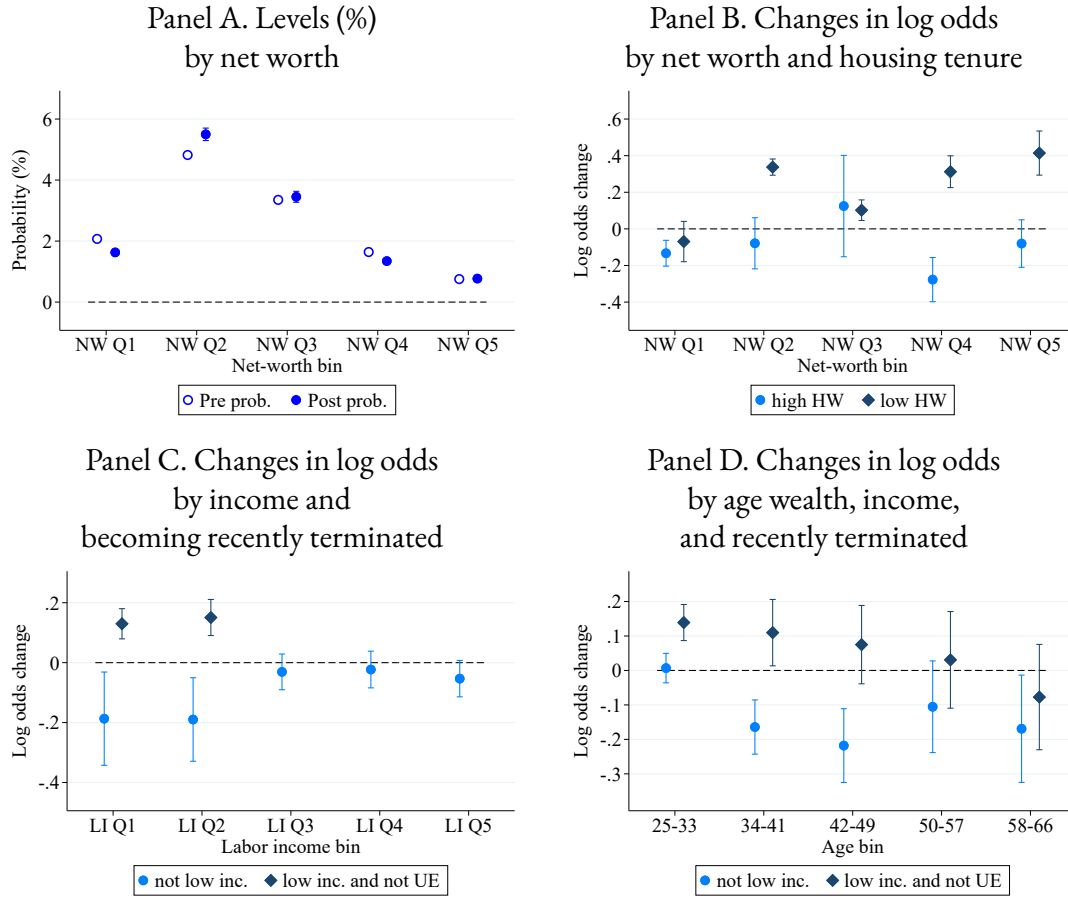 Panel A. Levels (%)
by net worth
Probability (%)
6
4
2
0
NW Q1 NW Q2 NW Q3 NW Q4 NW Q5
Net-worth bin
Pre prob. Post prob.
Panel B. Changes in log odds
by net worth and housing tenure
Log odds change
.6
.4
.2
0
-.2
-.4
NW Q1 NW Q2 NW Q3 NW Q4 NW Q5
Net-worth bin
high HW low HW
Panel C. Changes in log odds
by income and
becoming recently terminated
Log odds change
.2
0
-.2
-.4
LI Q1 LI Q2 LI Q3 LI Q4 LI Q5
Labor income bin
not low inc. low inc. and not UE
Panel D. Changes in log odds
by age wealth, income,
and recently terminated
Log odds change
.2
.1
0
-.1
-.2
-.3
25-33 34-41 42-49 50-57 58-66
Age bin
not low inc. low inc. and not UE